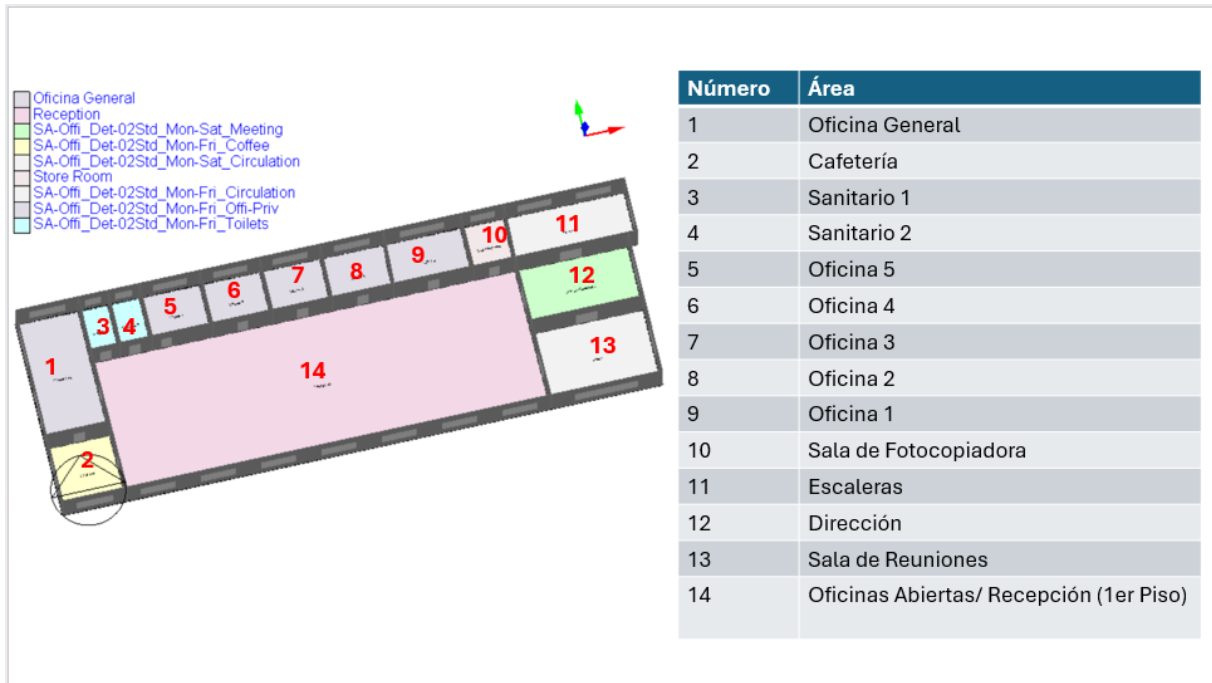 Oficina General
Reception
SA-Offi_Det-02Std_Mon-Sat_Meeting
SA-Offi_Det-02Std_Mon-Fri_Coffee
SA-Offi_Det-02Std_Mon-Sat_Circulation
Store Room
SA-Offi_Det-02Std_Mon-Fri_Circulation
SA-Offi_Det-02Std_Mon-Fri_Offi-Priv
SA-Offi_Det-02Std_Mon-Fri_Toilets
1
2
3
4
5
6
7
8
9
10
11
12
13
14
Número Área
1 Oficina General
2 Cafetería
3 Sanitario 1
4 Sanitario 2
5 Oficina 5
6 Oficina 4
7 Oficina 3
8 Oficina 2
9 Oficina 1
10 Sala de Fotocopiadora
11 Escaleras
12 Dirección
13 Sala de Reuniones
14 Oficinas Abiertas/ Recepción (1er Piso)